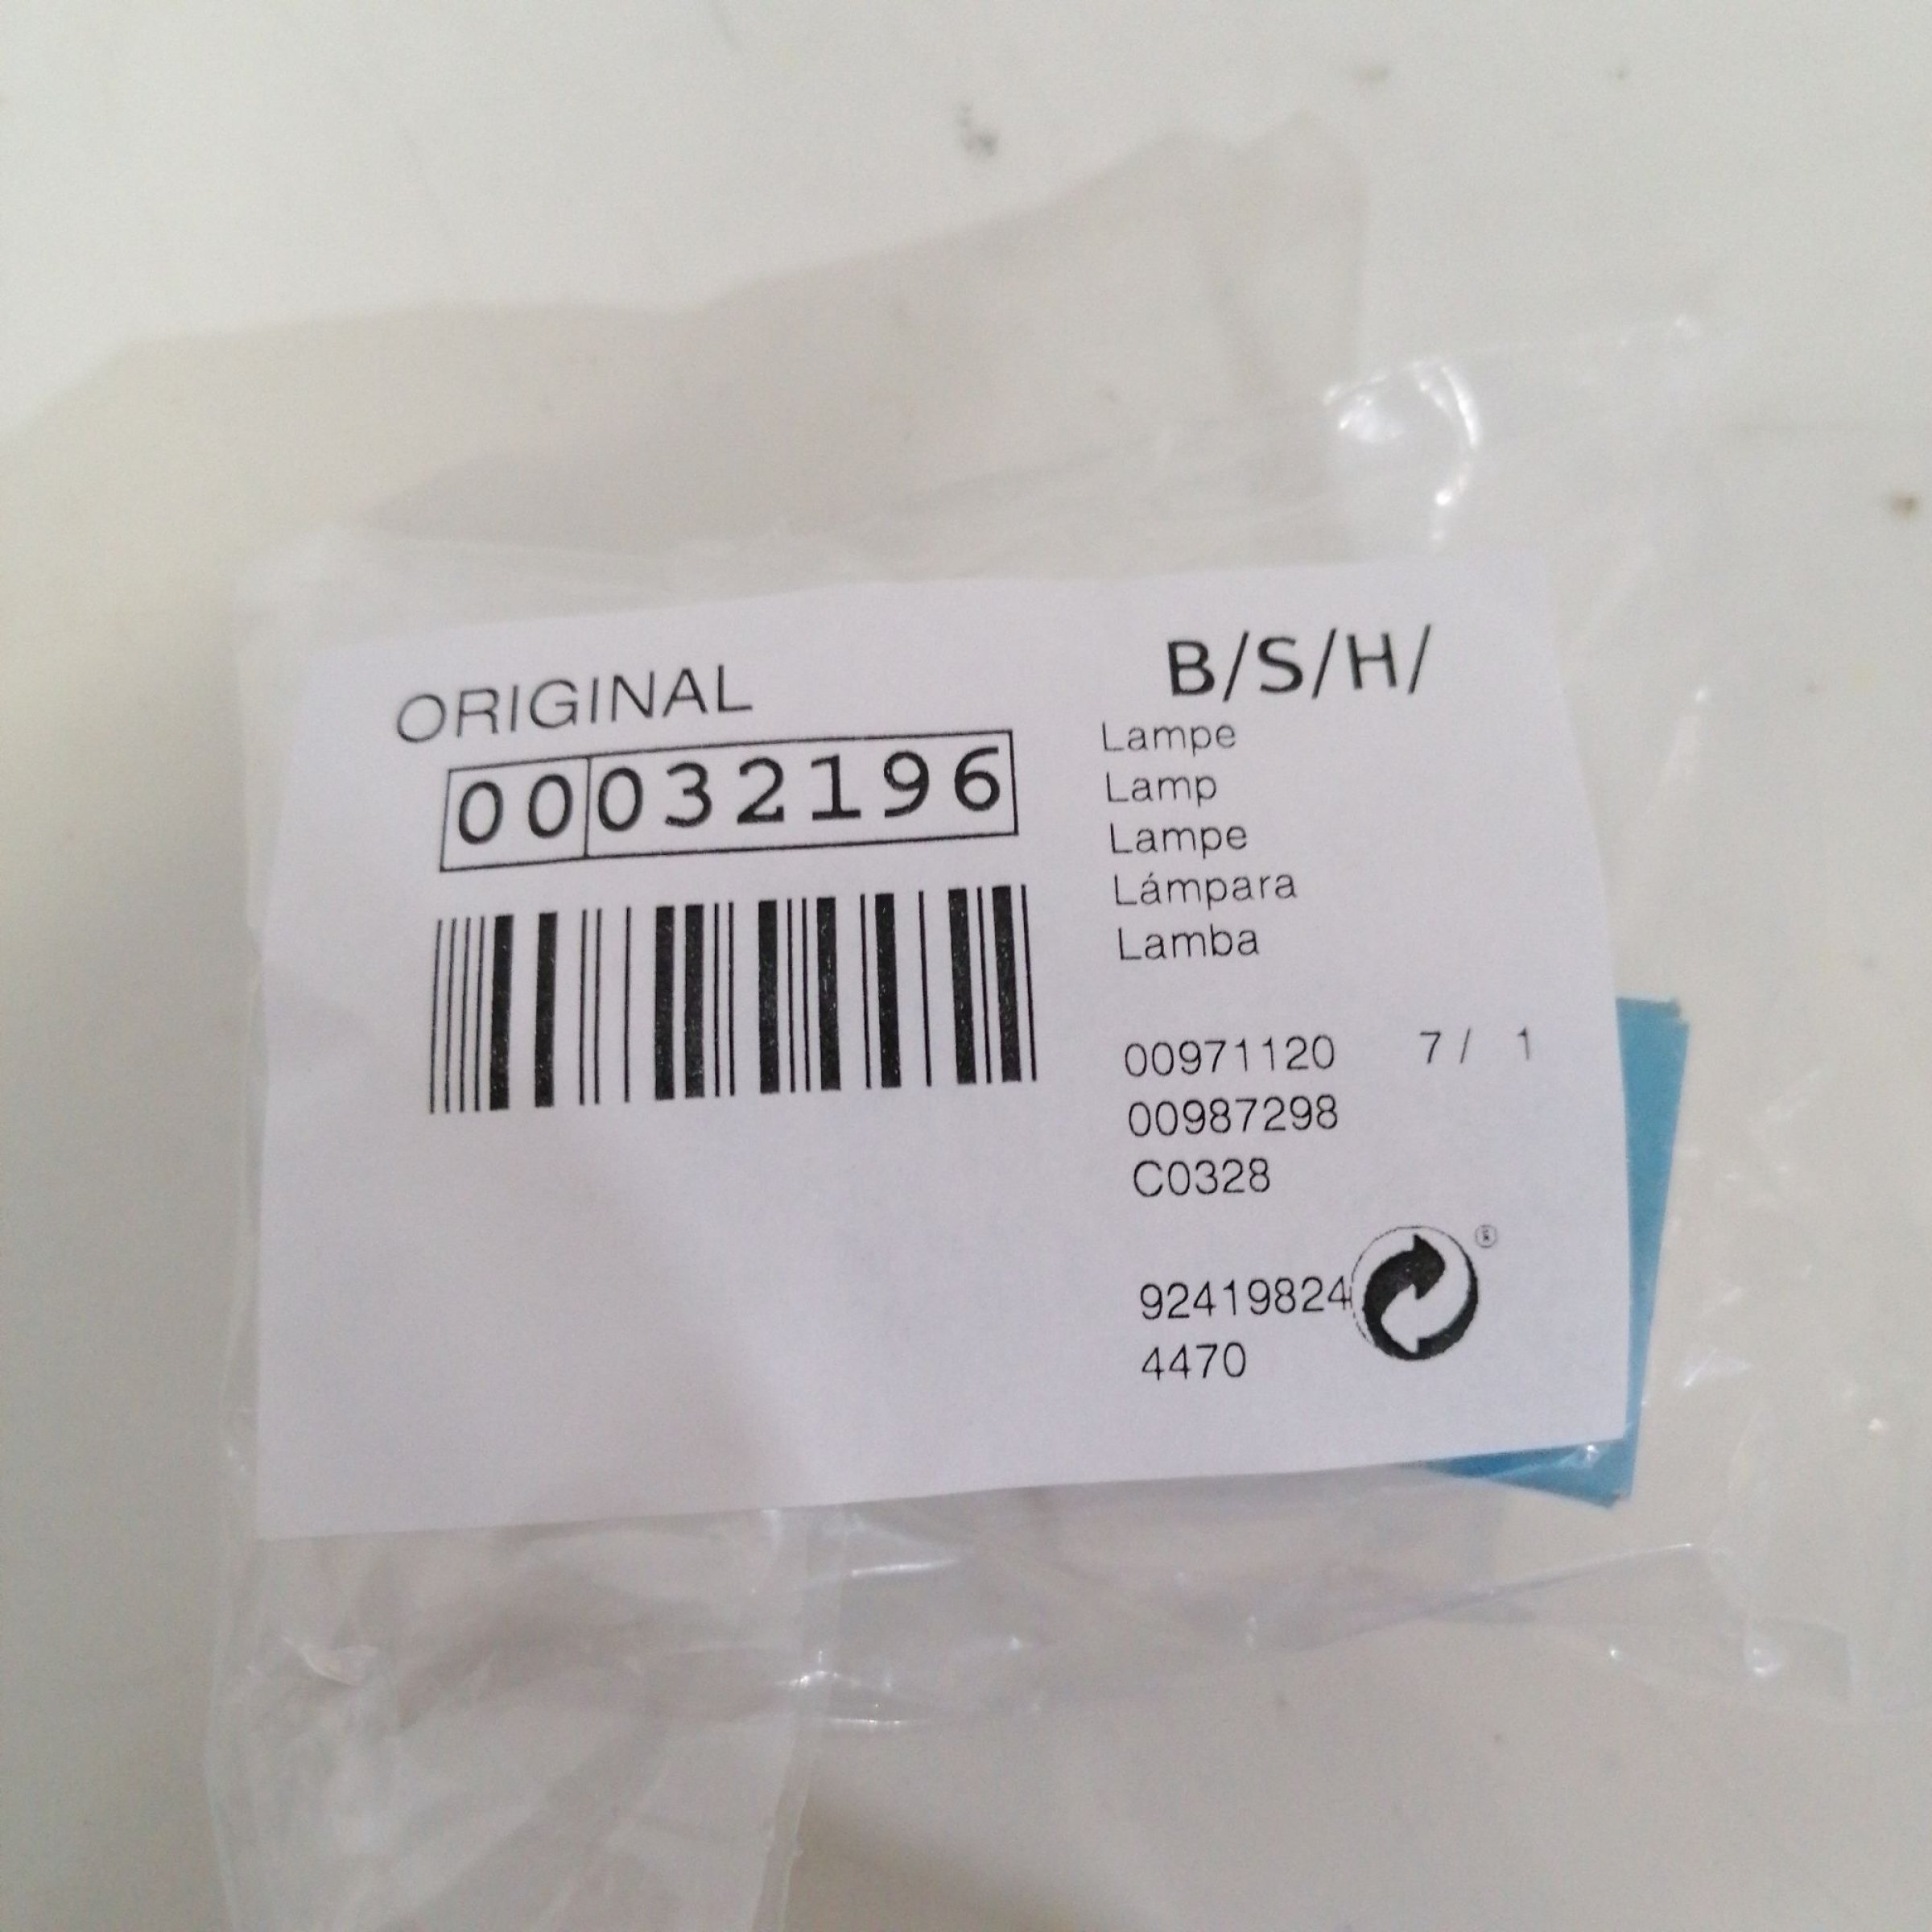 ORIGINAL
00032196
B/S/H/
Lampe
Lamp
Lampe
Lámpara
Lamba
00971120 7/ 1
00987298
C0328
92419824
4470
®